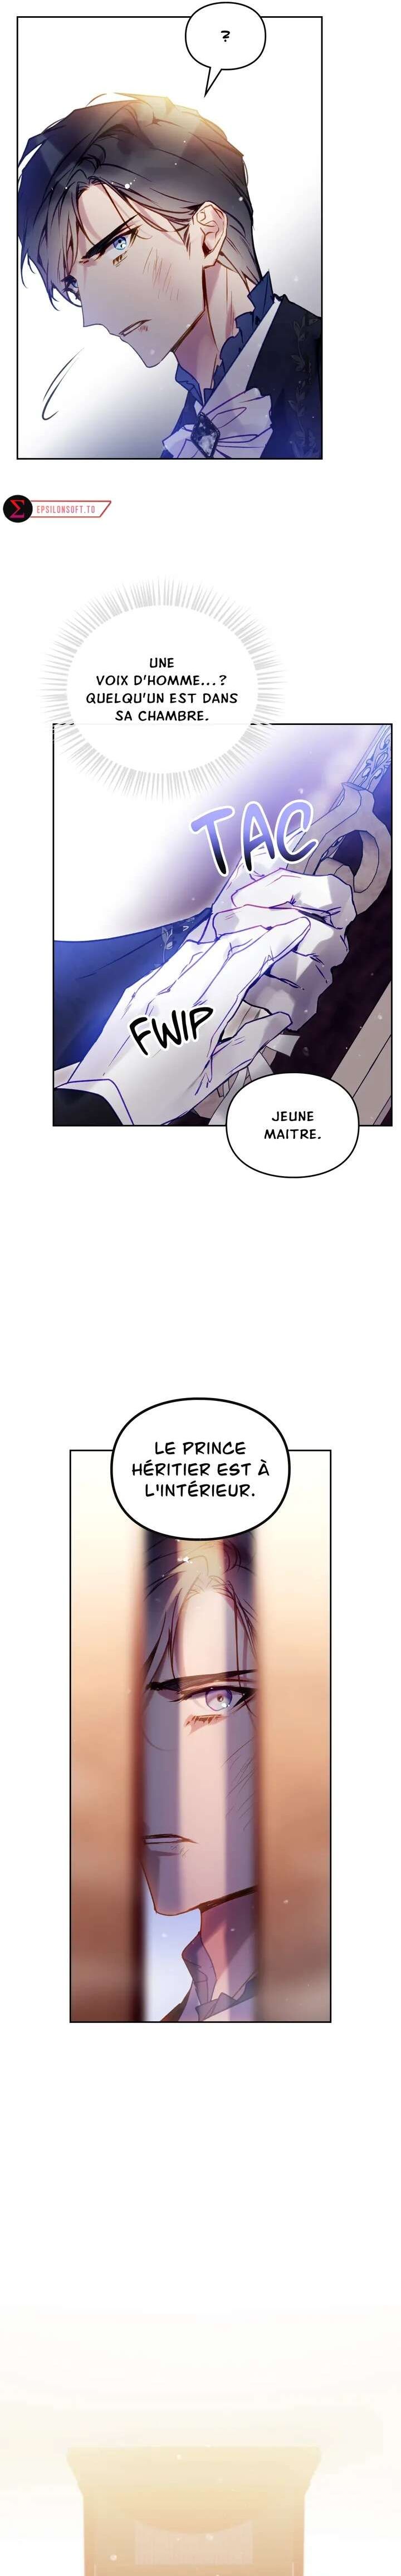 ?
EPSILONSOFT.TO
UNE
VOIX D'HOMME...?
QUELQU'UN EST DANS
SA CHAMBRE.
TAC
FWIP
JEUNE
MAITRE.
LE PRINCE
HÉRITIER EST À
L'INTÉRIEUR.